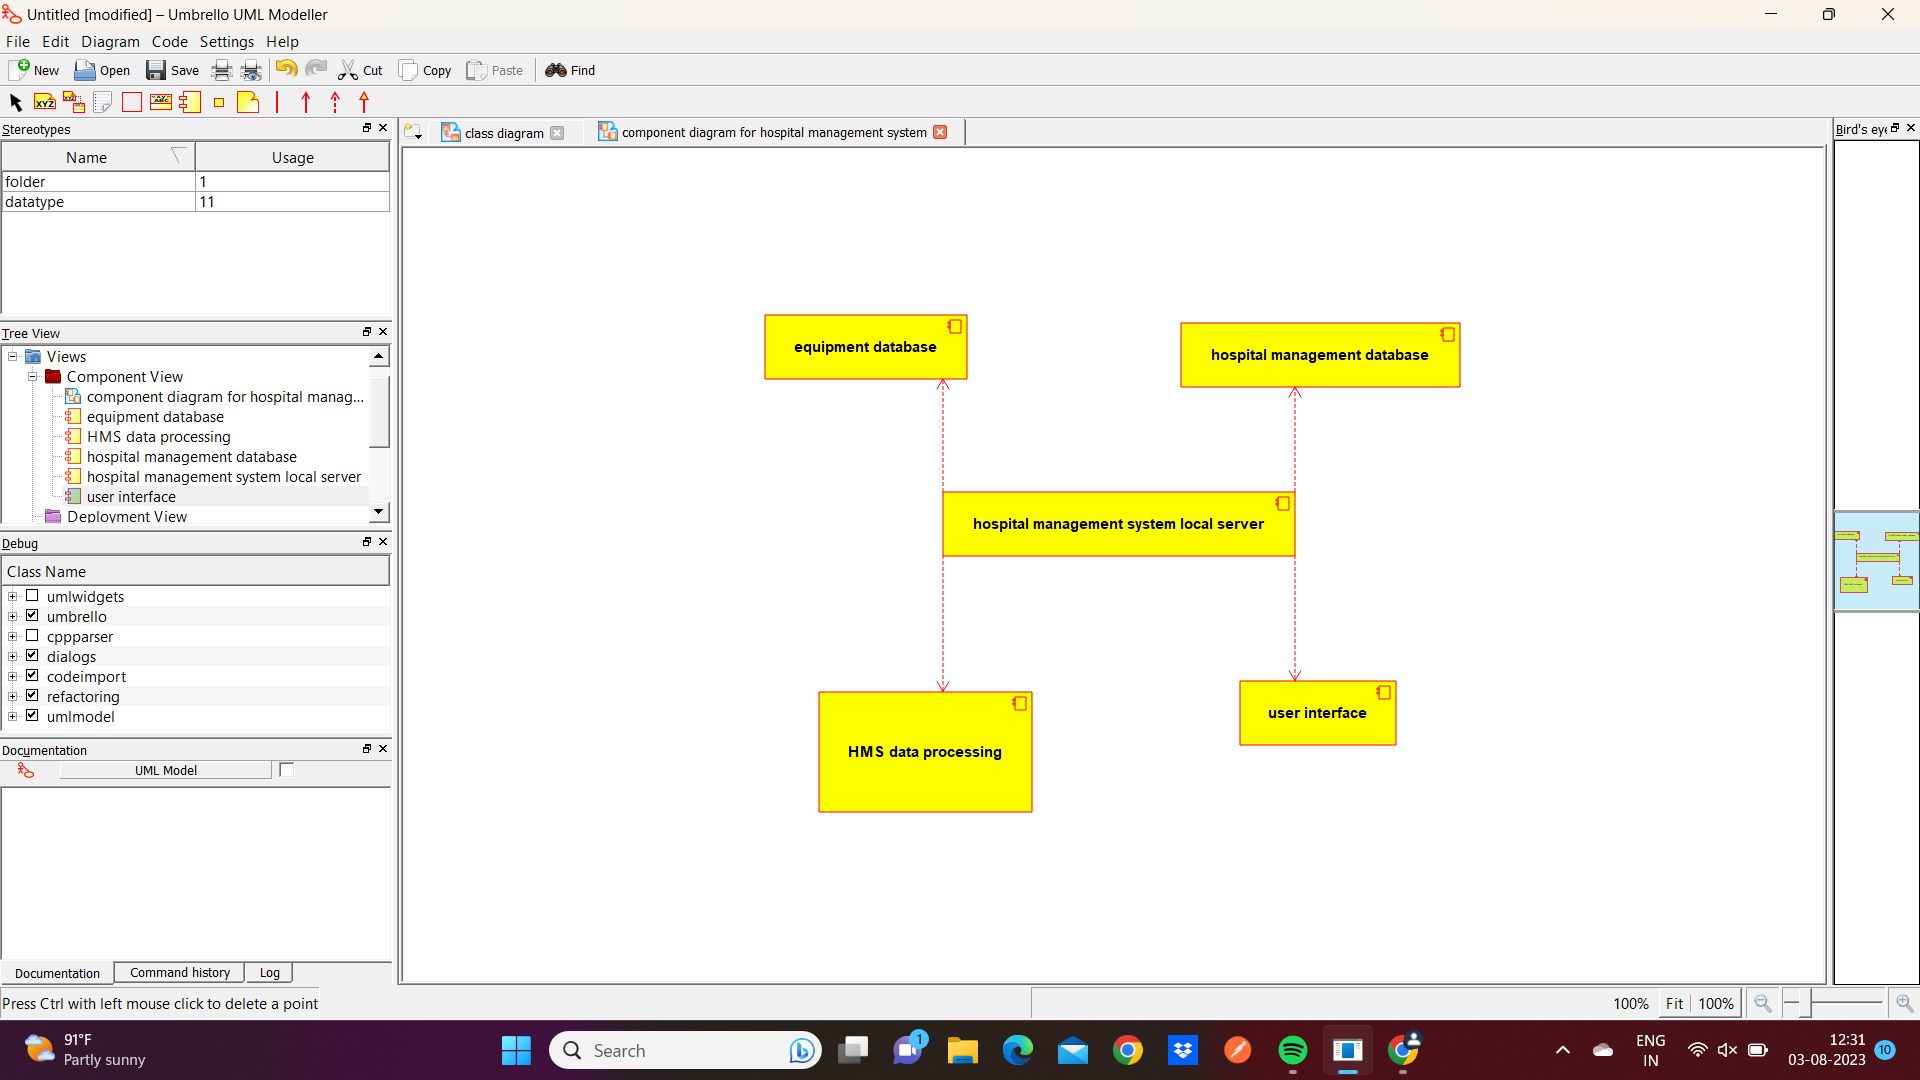 Untitled [modified] – Umbrello UML Modeller
File Edit Diagram Code Settings Help
New Open Save Cut Copy Paste Find
XYZ XYZ ABC
Stereotypes
Name Usage
folder 1
datatype 11
Tree View
Views
Component View
component diagram for hospital manag...
equipment database
HMS data processing
hospital management database
hospital management system local server
user interface
Deployment View
Debug
Class Name
umlwidgets
umbrello
cppparser
dialogs
codeimport
refactoring
umlmodel
Documentation
UML Model
Documentation Command history Log
Press Ctrl with left mouse click to delete a point
class diagram component diagram for hospital management system
equipment database
hospital management database
hospital management system local server
HMS data processing
user interface
Bird's eye
100% Fit 100%
91°F
Partly sunny
Search
1
ENG
IN
12:31
03-08-2023
10